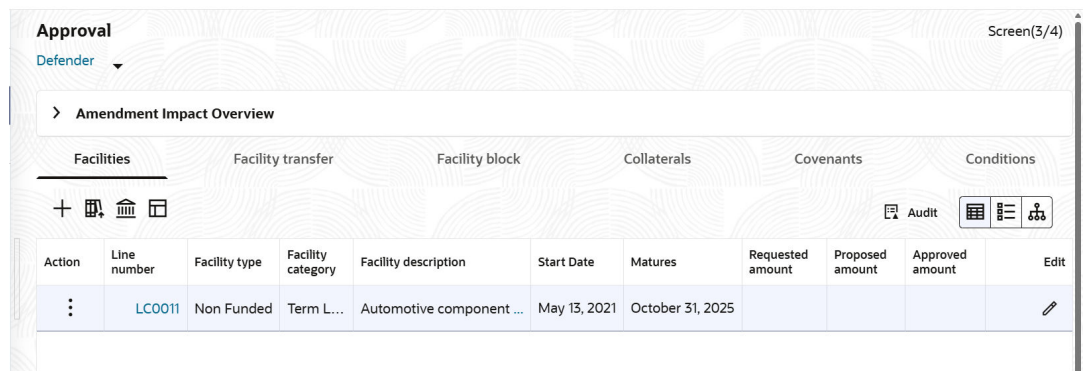 Approval
Screen(3/4)
Defender
Amendment Impact Overview
Facilities Facility transfer Facility block Collaterals Covenants Conditions
Audit
Action Line number Facility type Facility category Facility description Start Date Matures Requested amount Proposed amount Approved amount Edit
LC0011 Non Funded Term L... Automotive component ... May 13, 2021 October 31, 2025